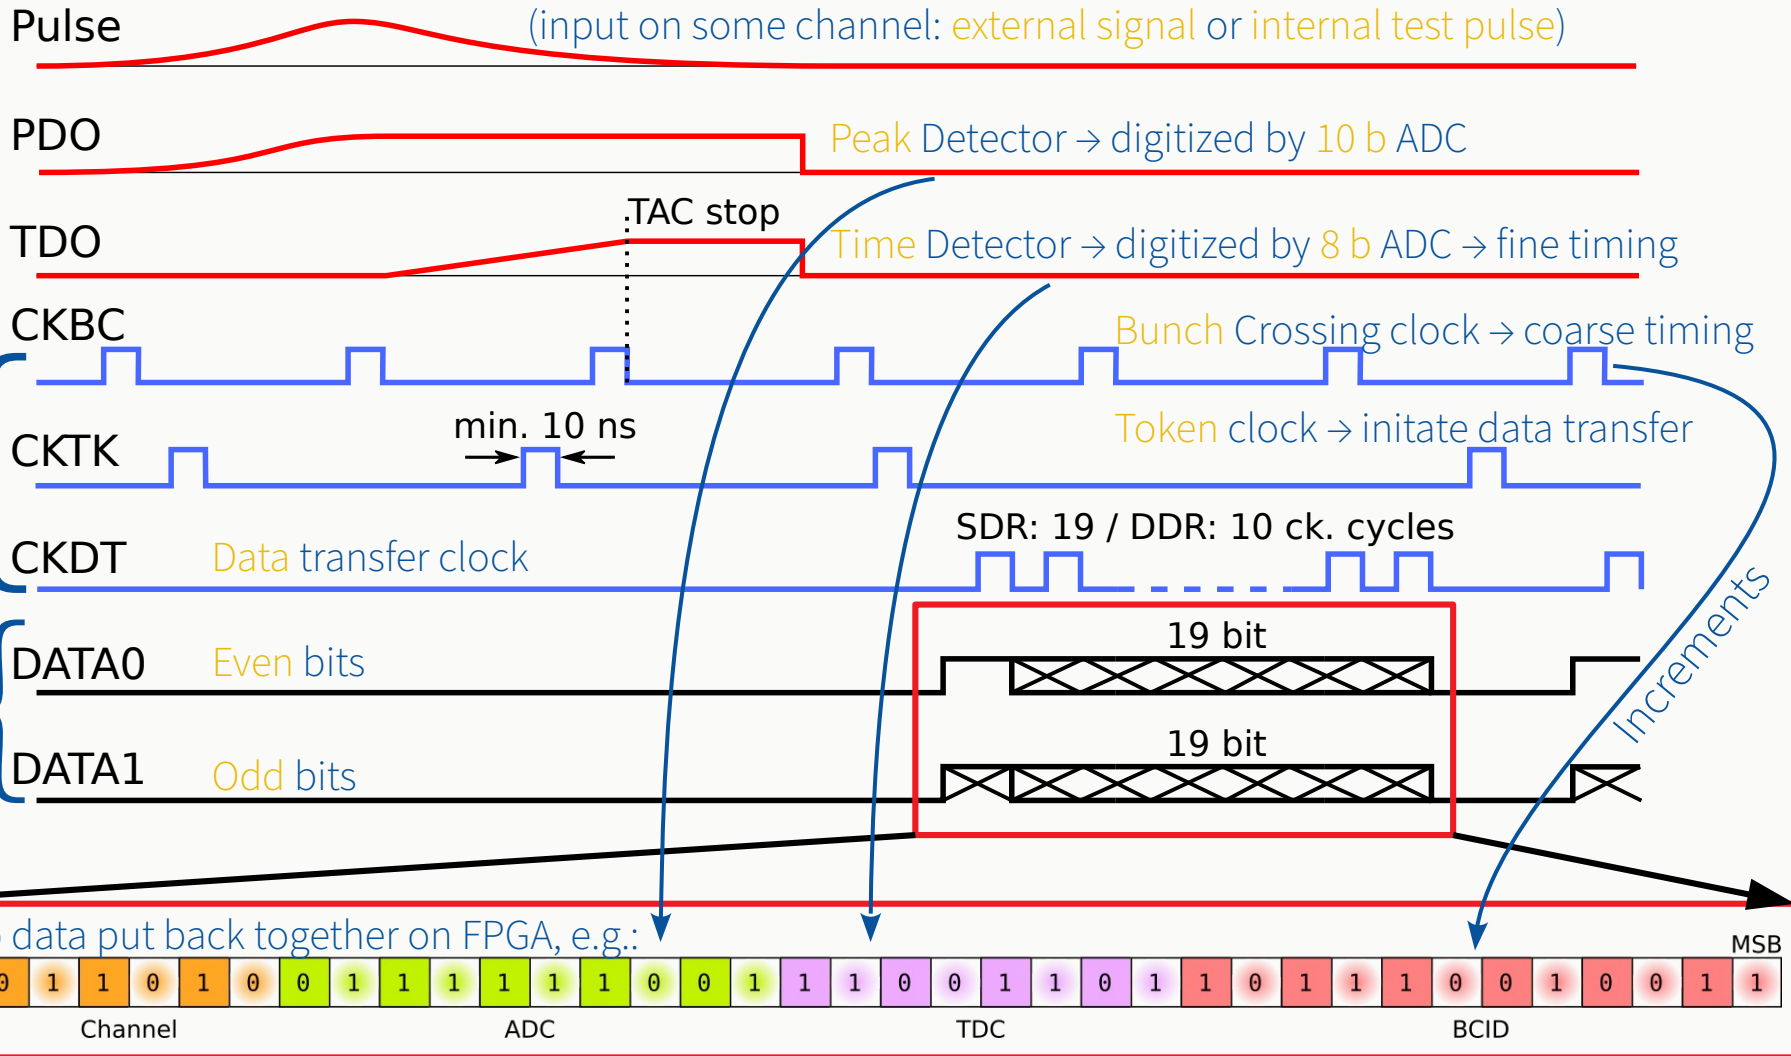 Pulse
(input on some channel: external signal or internal test pulse)
PDO
Peak Detector → digitized by 10 b ADC
TAC stop
TDO
Time Detector → digitized by 8 b ADC → fine timing
CKBC
Bunch Crossing clock → coarse timing
min. 10 ns
CKTK
Token clock → initate data transfer
SDR: 19 / DDR: 10 ck. cycles
CKDT
Data transfer clock
Increments
19 bit
DATA0
Even bits
19 bit
DATA1
Odd bits
data put back together on FPGA, e.g.:
MSB
0 1 1 0 1 0 0 1 1 1 1 1 1 0 0 1 1 1 0 0 1 1 0 1 1 0 1 1 1 0 0 1 0 0 1 1
Channel
ADC
TDC
BCID